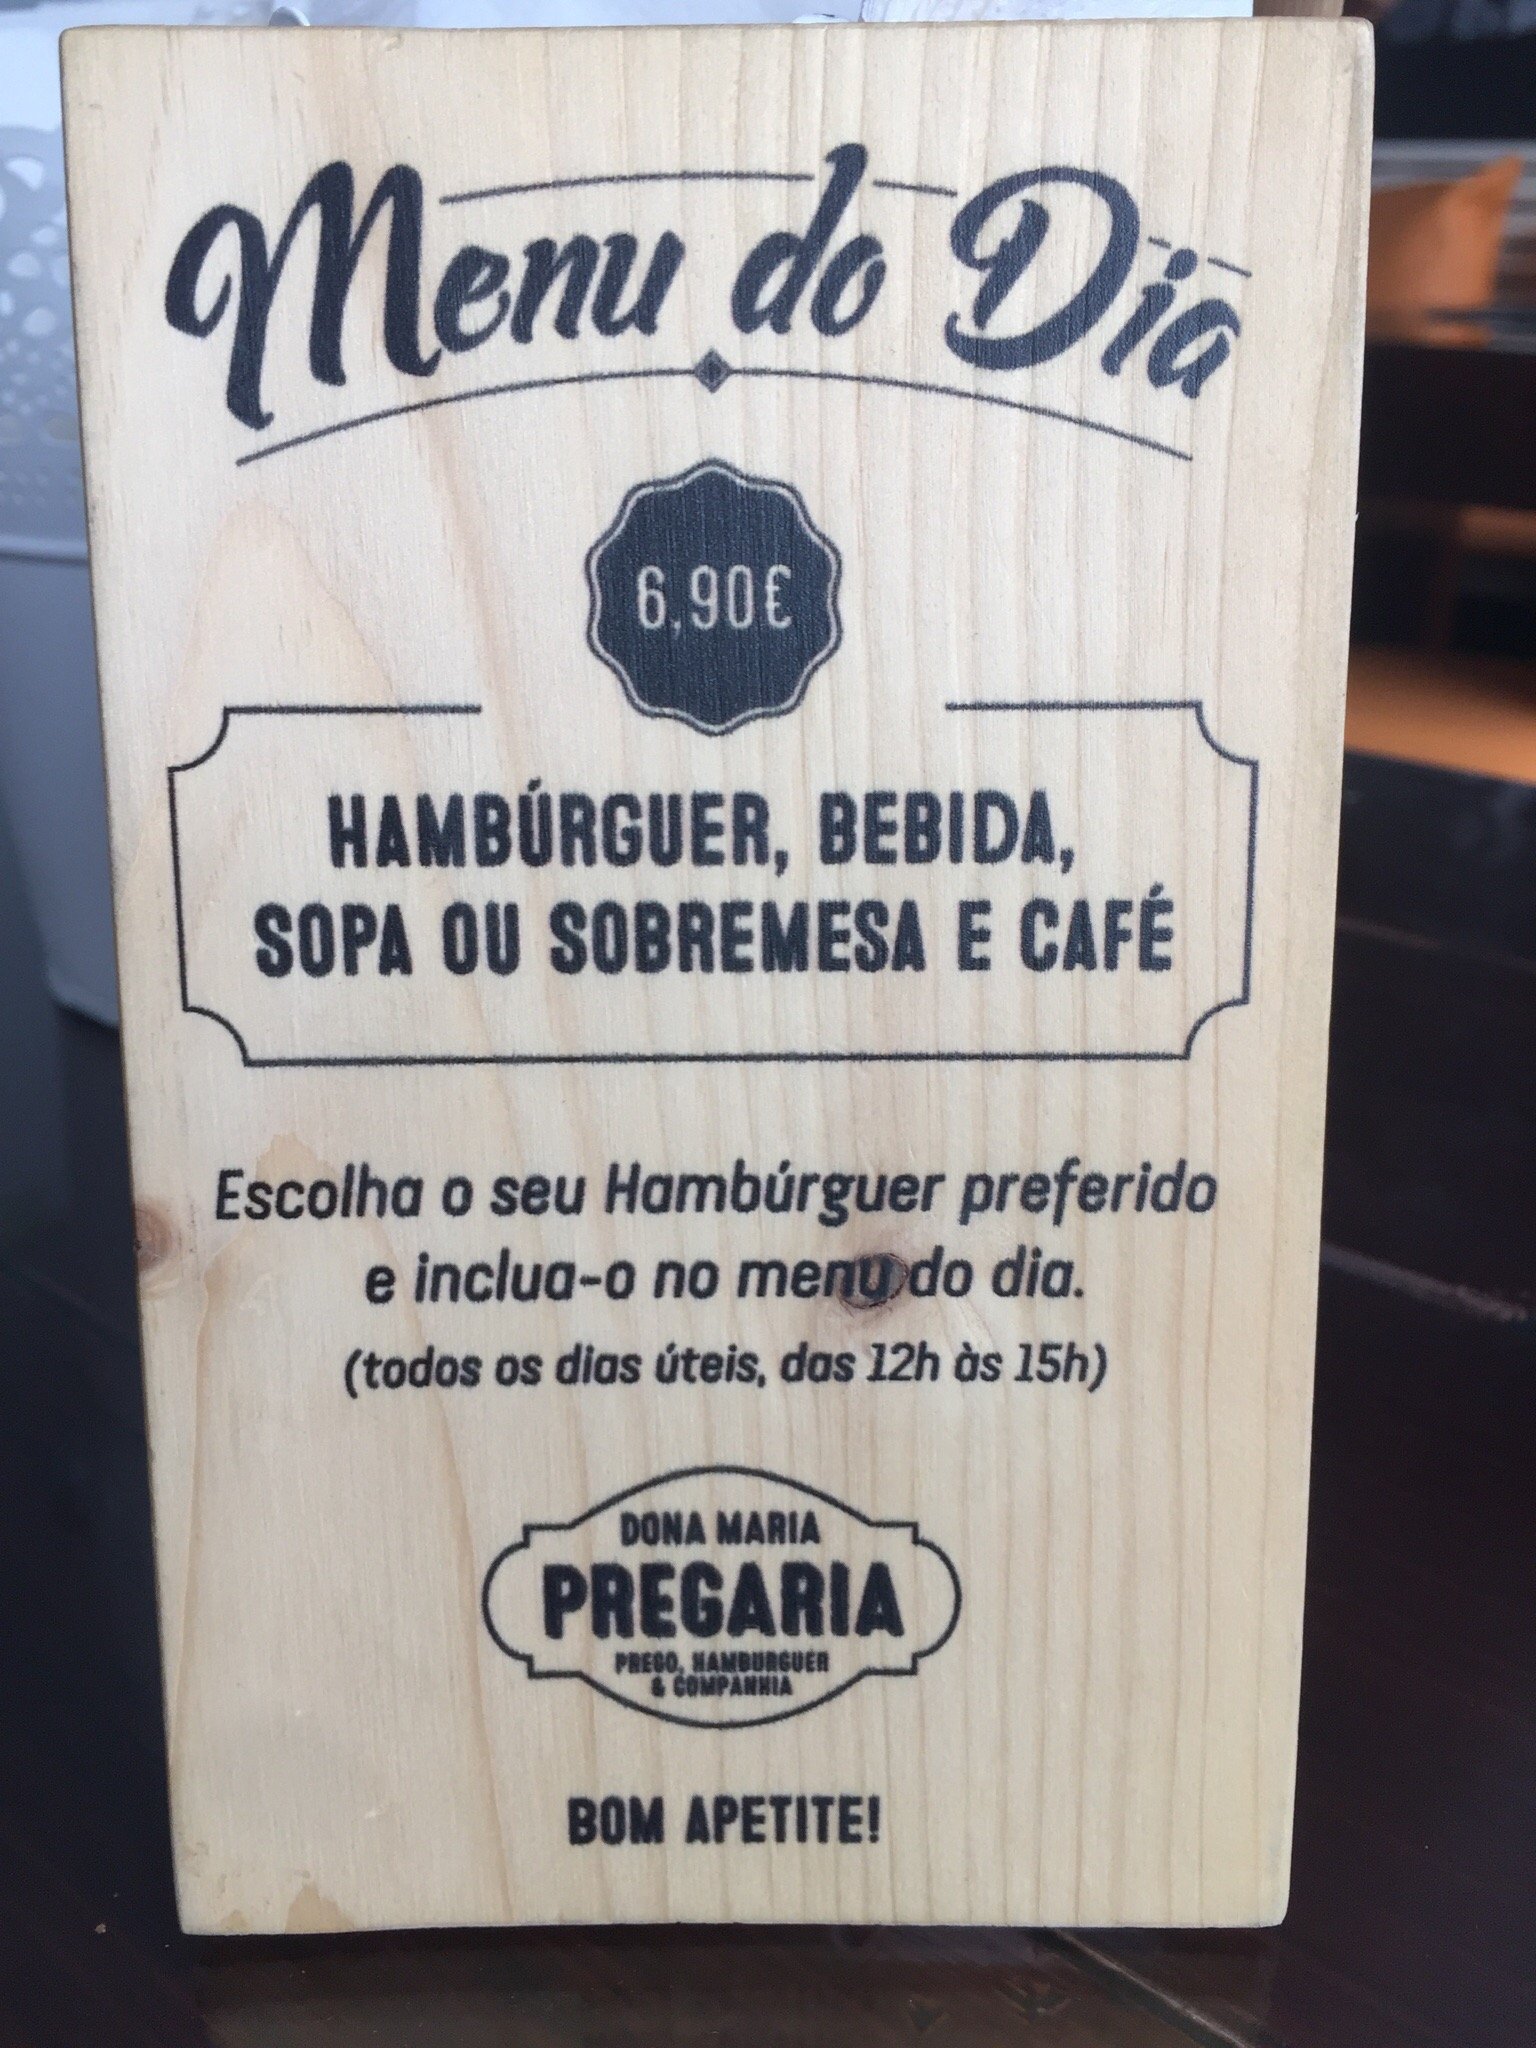 Menu do Dia
6,90€
HAMBÚRGUER, BEBIDA,
SOPA OU SOBREMESA E CAFÉ
Escolha o seu Hambúrguer preferido
e inclua-o no menu do dia.
(todos os dias úteis, das 12h às 15h)
DONA MARIA
PREGARIA
PREGO, HAMBURGUER
& COMPANHIA
BOM APETITE!